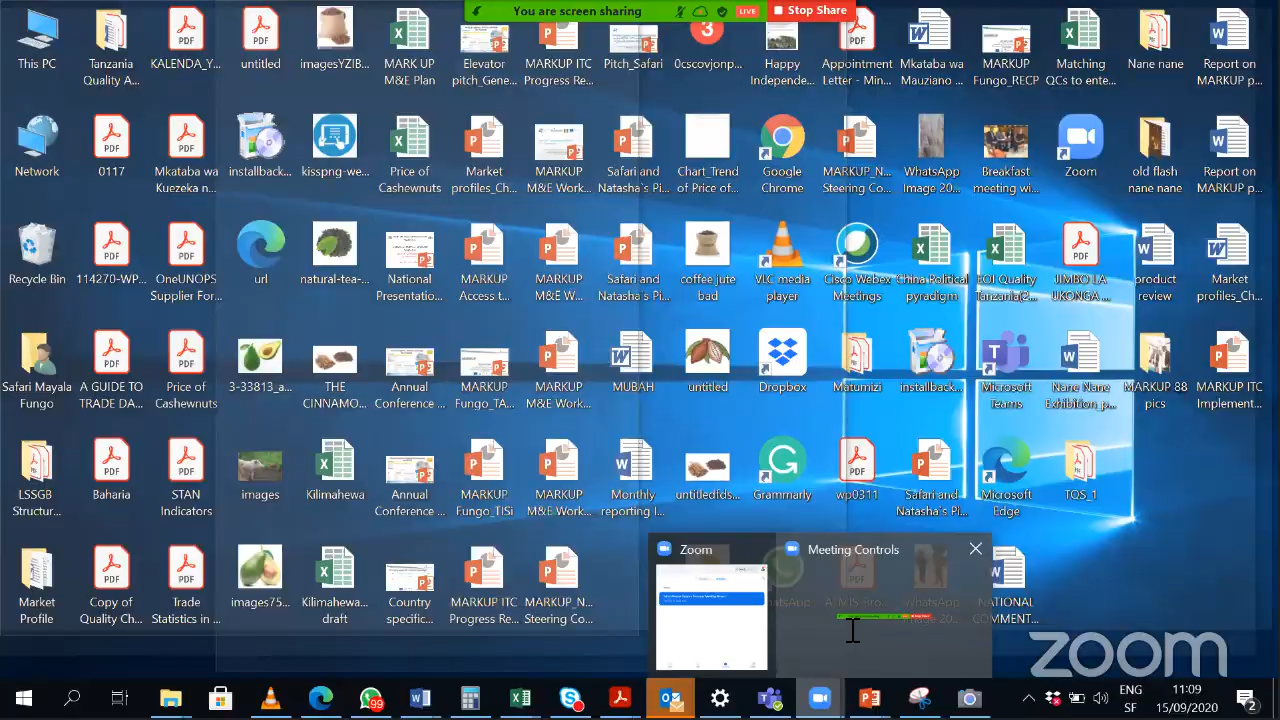 You are screen sharing
LIVE
Stop Share
This PC
Tanzania
Quality A...
KALENDA_Y...
untitled
imagesYZIB...
MARK UP
M&E Plan
Elevator
pitch_Gene...
MARKUP ITC
Progress Re...
Pitch_Safari
3
0cscovjonp...
Happy
Independe...
Appointment
Letter - Min...
Mkataba wa
Mauziano ...
MARKUP
Fungo_RECP
Matching
QCs to ente...
Nane nane
Report on
MARKUP p...
Network
0117
Mkataba wa
Kuezeka n...
installback...
kisspng-we...
Price of
Cashewnuts
Market
profiles_Ch...
MARKUP
M&E Work...
Safari and
Natasha's Pi...
Chart_Trend
of Price of...
Google
Chrome
MARKUP_N...
Steering Co...
WhatsApp
Image 20...
Breakfast
meeting wi...
Zoom
old flash
nane nane
Report on
MARKUP p...
Recycle Bin
114270-WP...
OneUNOPS
Supplier For...
url
natural-tea-...
National
Presentatio...
MARKUP
Access t...
MARKUP
M&E W...
Safari and
Natasha's Pi...
coffee jute
bad
VLC media
player
Cisco Webex
Meetings
China Political
pyradigm
EOI Quality
Tanzania(2...
JIMBO LA
UKONGA ...
product
review
Market
profiles_Ch...
Safari Mayala
Fungo
A GUIDE TO
TRADE DA...
Price of
Cashewnuts
3-33813_a...
THE
CINNAMO...
Annual
Conference ...
MARKUP
Fungo_TA...
MARKUP
M&E Work...
MUBAH
untitled
Dropbox
Matumizi
installback...
Microsoft
Teams
Nane Nane
Exhibition_p...
MARKUP 88
pics
MARKUP ITC
Implement...
LSSGB
Structur...
Baharia
STAN
Indicators
images
Kilimahewa
Annual
Conference ...
MARKUP
Fungo_TISi
MARKUP
M&E Work...
Monthly
reporting I...
untitledfds...
Grammarly
wp0311
Safari and
Natasha's Pi...
Microsoft
Edge
TQS_1
Market
Profile
Copy of
Quality C...
Trade
Indicators
images75...
Kilimahewa...
draft
Country
specific...
MARKUP ITC
Progress Re...
MARKUP_N...
Steering Co...
Zoom
Meeting Controls
NATIONAL
COMMENT...
zoom
99
ENG
SF
11:09
15/09/2020
2